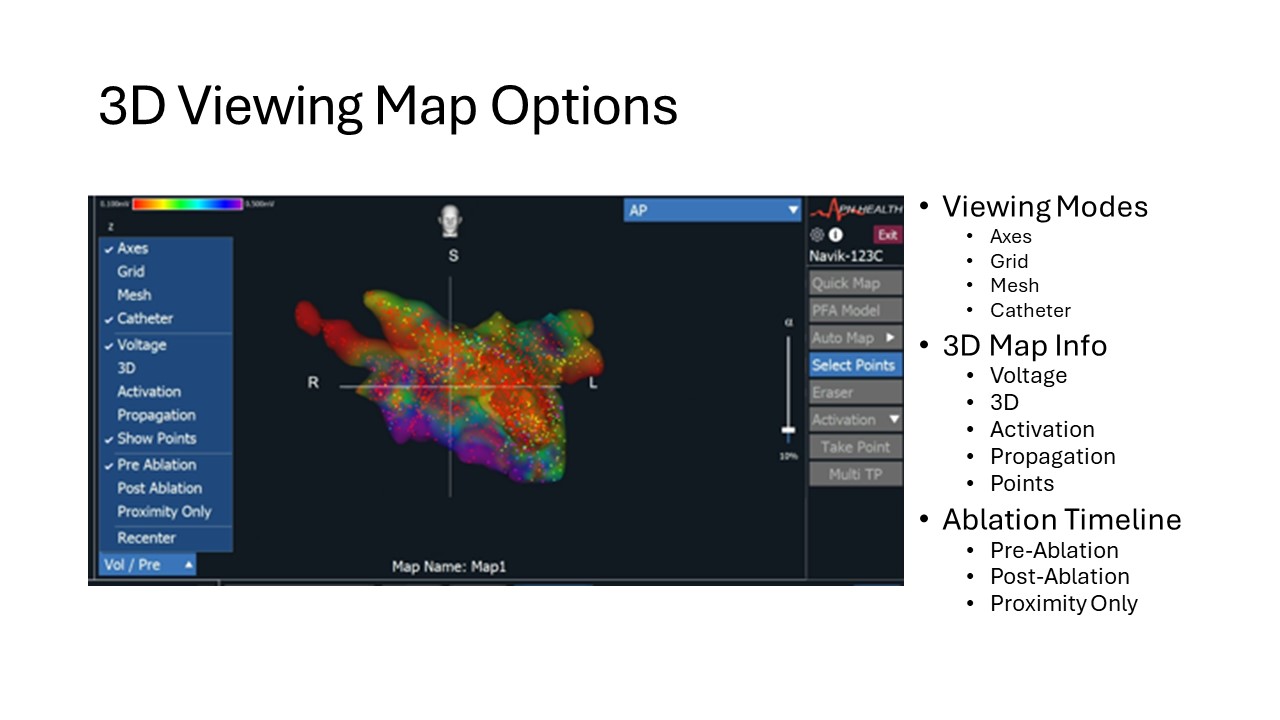 3D Viewing Map Options
0.100mV 0.500mV
z
Axes
Grid
Mesh
Catheter
Voltage
3D
Activation
Propagation
Show Points
Pre Ablation
Post Ablation
Proximity Only
Recenter
Vol / Pre
S
R
L
Map Name: Map1
AP
α
10%
PN HEALTH
i
Exit
Navik-123C
Quick Map
PFA Model
Auto Map
Select Points
Eraser
Activation
Take Point
Multi TP
• Viewing Modes
• Axes
• Grid
• Mesh
• Catheter
• 3D Map Info
• Voltage
• 3D
• Activation
• Propagation
• Points
• Ablation Timeline
• Pre-Ablation
• Post-Ablation
• Proximity Only